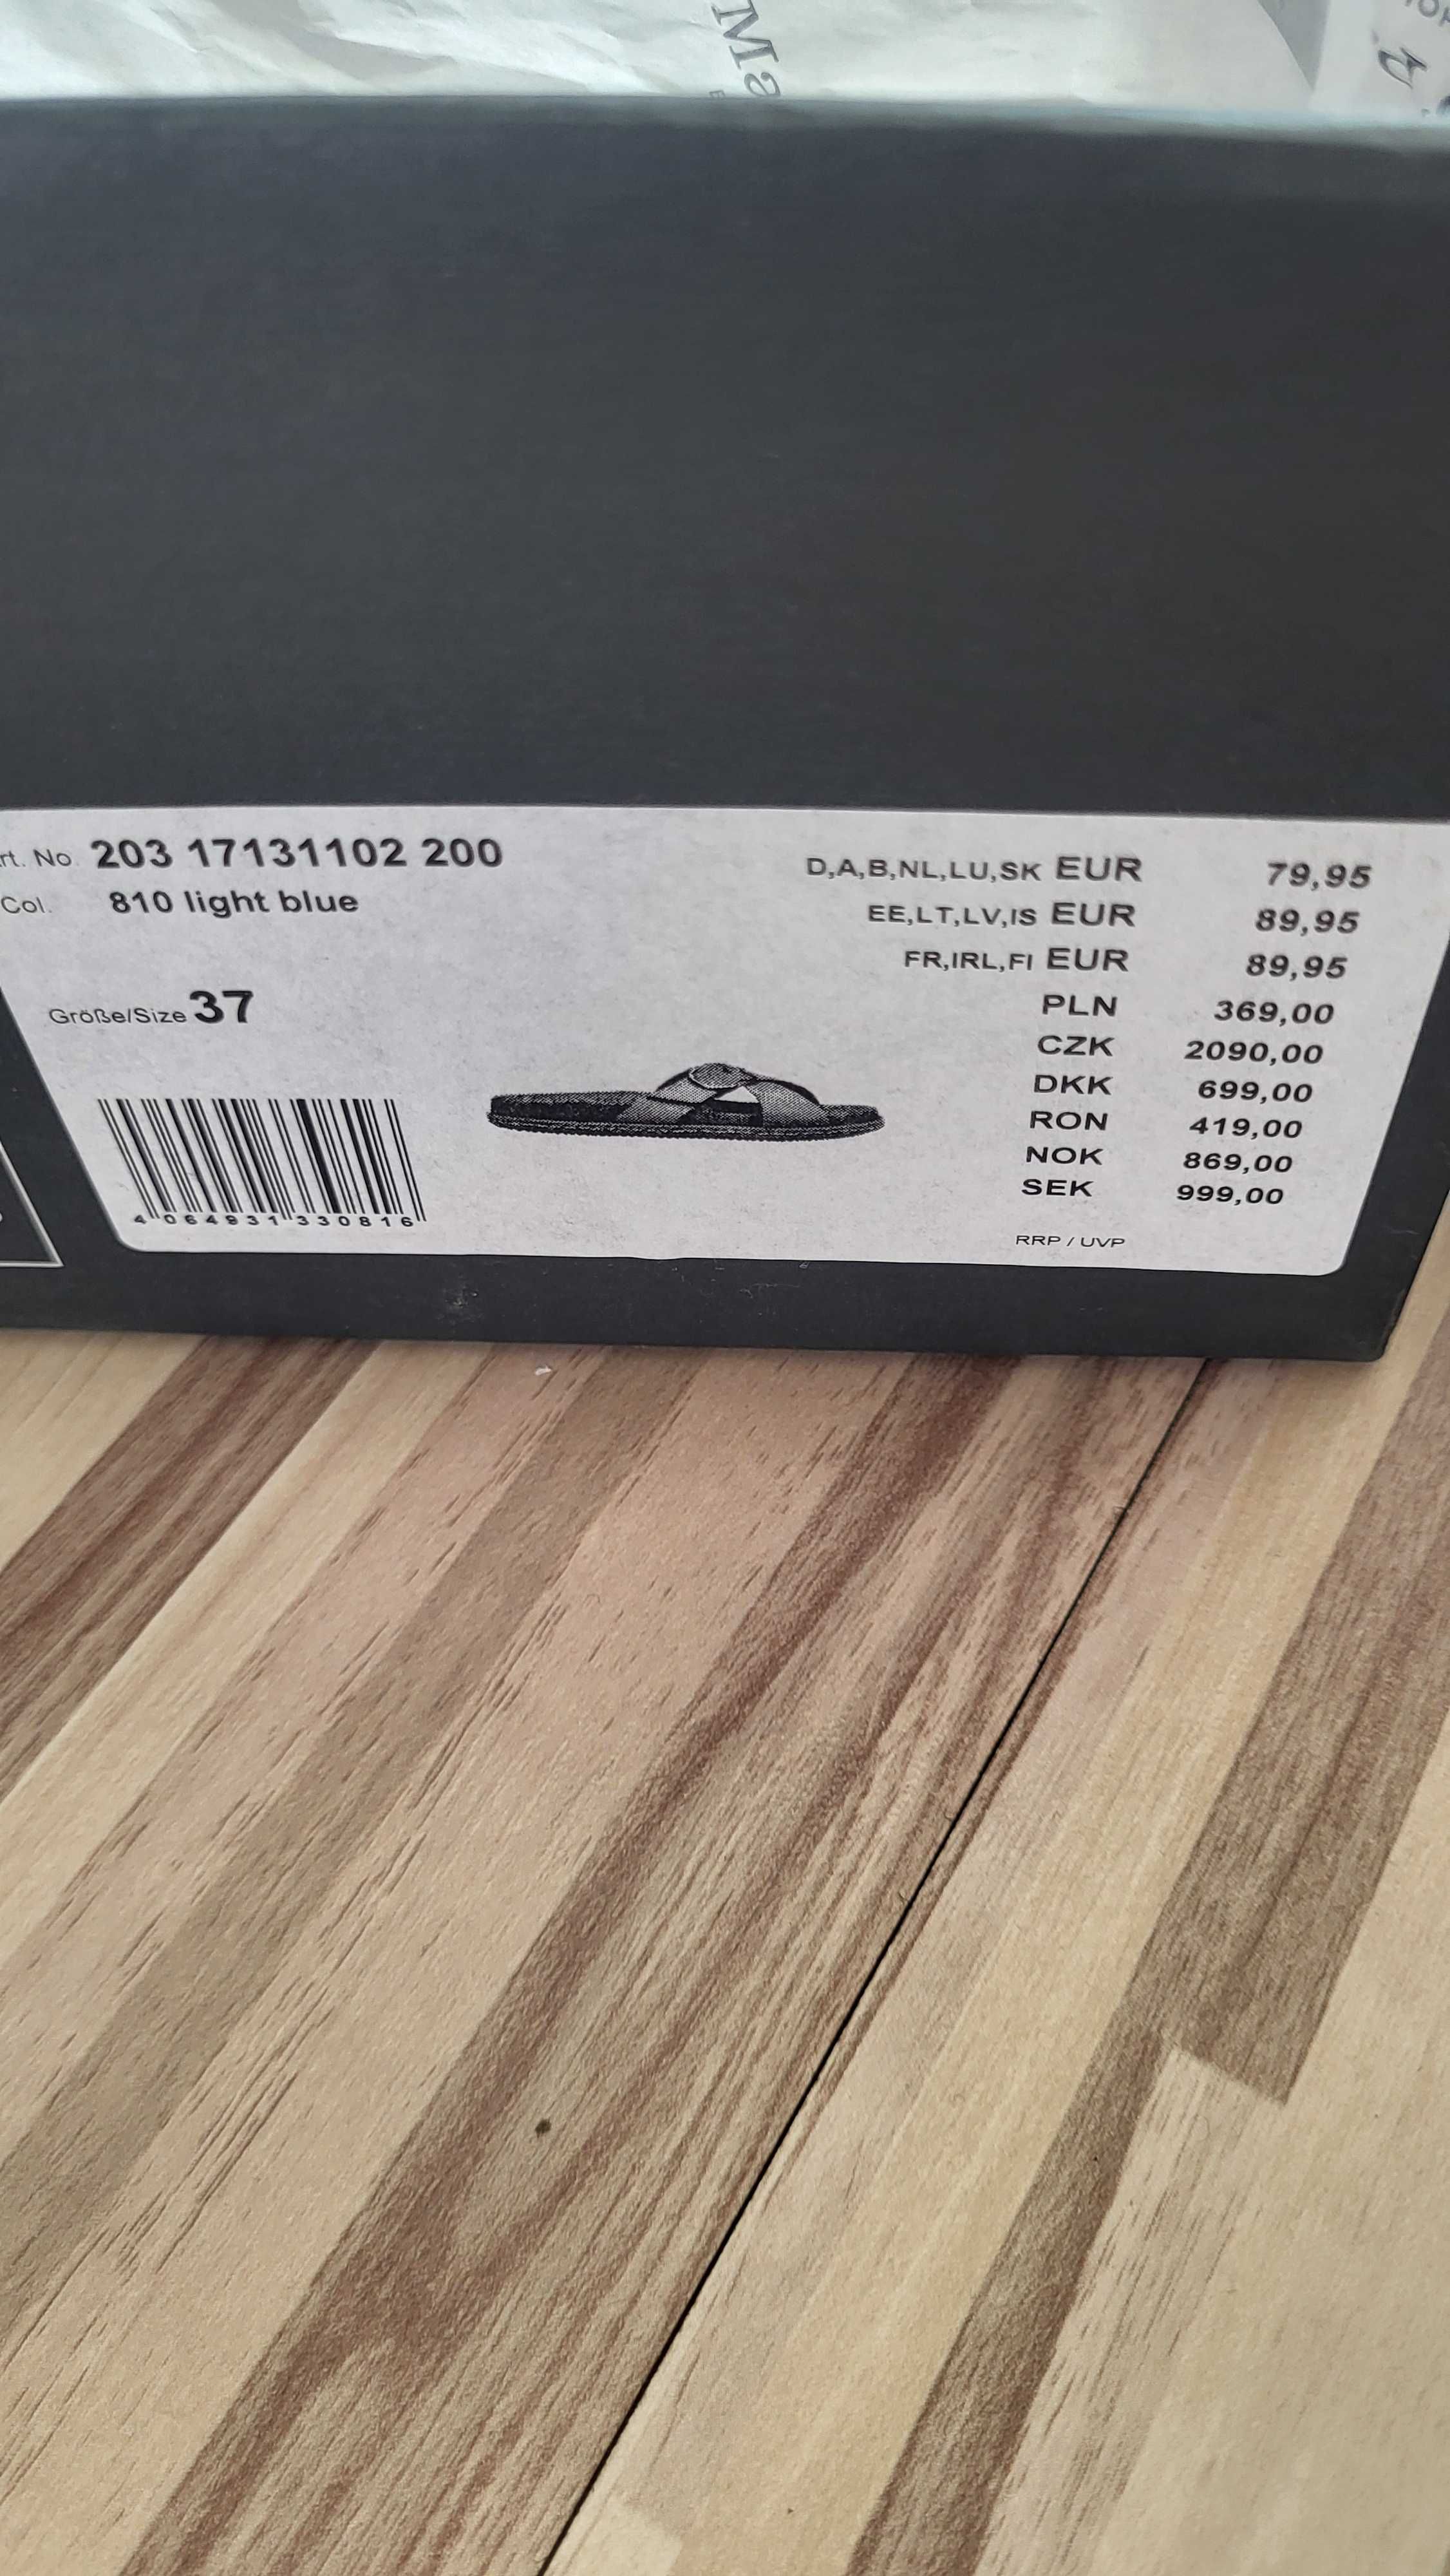 Ma
rt. No. 203 17131102 200
Col. 810 light blue
Größe/Size 37
4 064931 330816
D,A,B,NL,LU,SK EUR 79,95
EE,LT,LV,IS EUR 89,95
FR,IRL,FI EUR 89,95
PLN 369,00
CZK 2090,00
DKK 699,00
RON 419,00
NOK 869,00
SEK 999,00
RRP / UVP